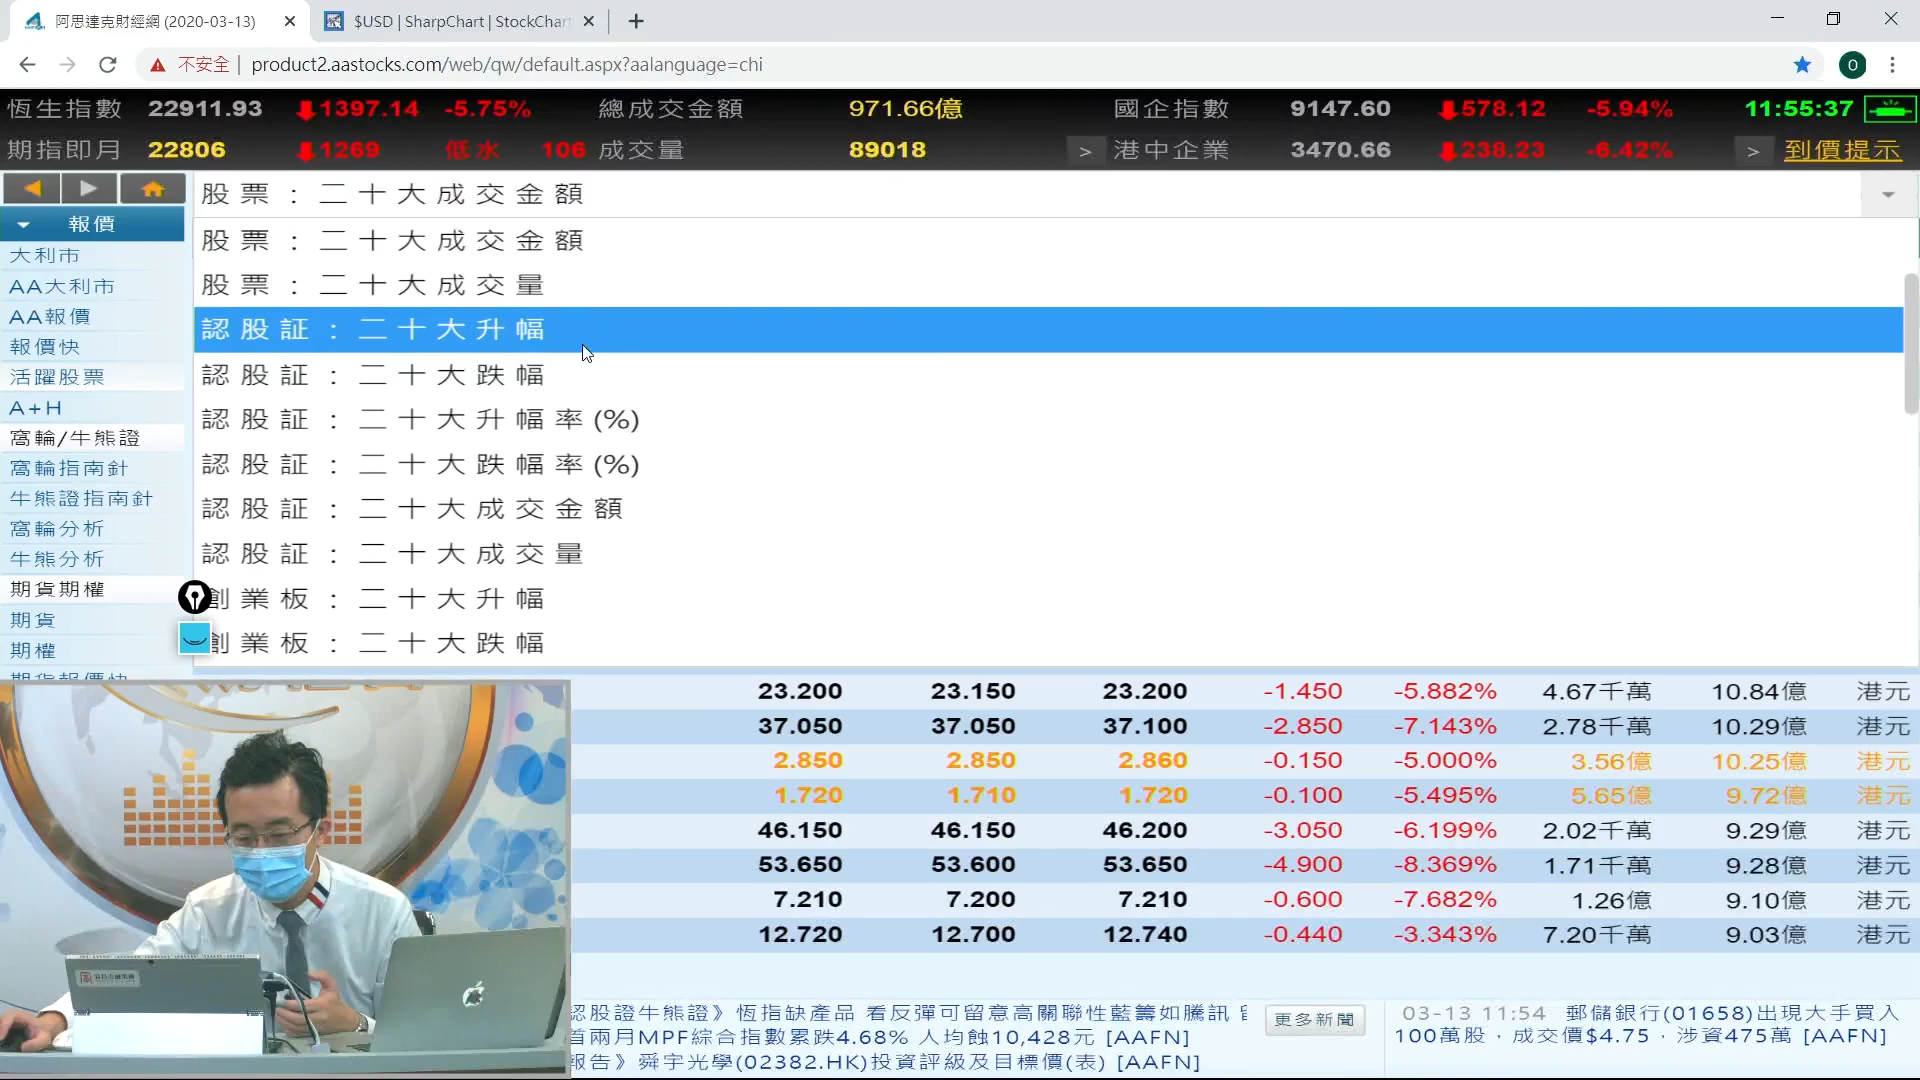 阿思達克財經網 (2020-03-13)
$USD | SharpChart | StockChart
不安全 | product2.aastocks.com/web/qw/default.aspx?aalanguage=chi
恆生指數 22911.93 1397.14 -5.75% 總成交金額 971.66億 國企指數 9147.60 578.12 -5.94% 11:55:37
期指即月 22806 1269 低水 106 成交量 89018 > 港中企業 3470.66 238.23 -6.42% > 到價提示
股票：二十大成交金額
報價
大利市
AA大利市
AA報價
報價快
活躍股票
A+H
窩輪/牛熊證
窩輪指南針
牛熊證指南針
窩輪分析
牛熊分析
期貨期權
期貨
期權
期貨報價快
股票：二十大成交金額
股票：二十大成交量
認股証：二十大升幅
認股証：二十大跌幅
認股証：二十大升幅率(%)
認股証：二十大跌幅率(%)
認股証：二十大成交金額
認股証：二十大成交量
創業板：二十大升幅
創業板：二十大跌幅
23.200 23.150 23.200 -1.450 -5.882% 4.67千萬 10.84億 港元
37.050 37.050 37.100 -2.850 -7.143% 2.78千萬 10.29億 港元
2.850 2.850 2.860 -0.150 -5.000% 3.56億 10.25億 港元
1.720 1.710 1.720 -0.100 -5.495% 5.65億 9.72億 港元
46.150 46.150 46.200 -3.050 -6.199% 2.02千萬 9.29億 港元
53.650 53.600 53.650 -4.900 -8.369% 1.71千萬 9.28億 港元
7.210 7.200 7.210 -0.600 -7.682% 1.26億 9.10億 港元
12.720 12.700 12.740 -0.440 -3.343% 7.20千萬 9.03億 港元
認股證牛熊證》恆指缺產品 看反彈可留意高關聯性藍籌如騰訊
首兩月MPF綜合指數累跌4.68% 人均蝕10,428元 [AAFN]
報告》舜宇光學(02382.HK)投資評級及目標價(表) [AAFN]
更多新聞
03-13 11:54 郵儲銀行(01658)出現大手買入
100萬股，成交價$4.75，涉資475萬 [AAFN]